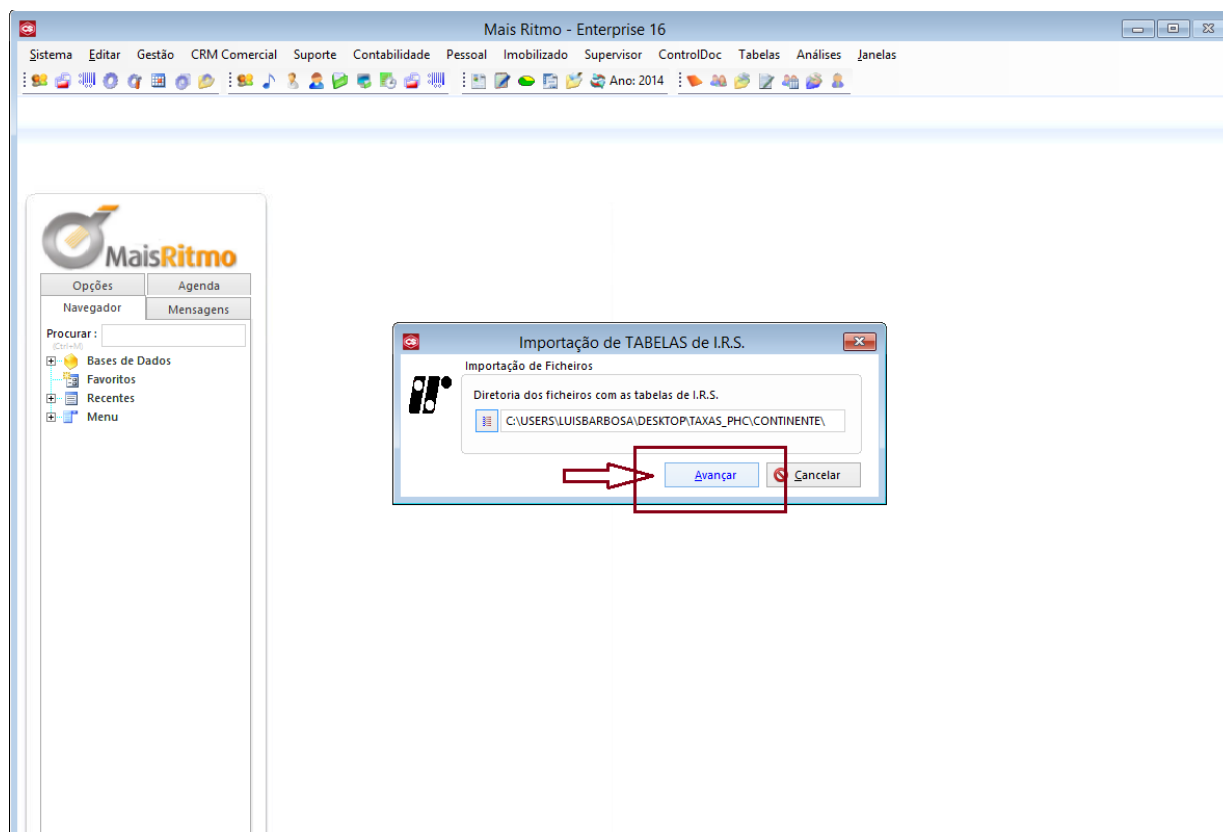 Mais Ritmo - Enterprise 16
Sistema Editar Gestão CRM Comercial Suporte Contabilidade Pessoal Imobilizado Supervisor ControlDoc Tabelas Análises Janelas
Ano: 2014
MaisRitmo
Opções Agenda
Navegador Mensagens
Procurar :
(Ctrl+M)
Bases de Dados
Favoritos
Recentes
Menu
Importação de TABELAS de I.R.S.
Importação de Ficheiros
Diretoria dos ficheiros com as tabelas de I.R.S.
C:\USERS\LUISBARBOSA\DESKTOP\TAXAS_PHC\CONTINENTE\
Avançar Cancelar